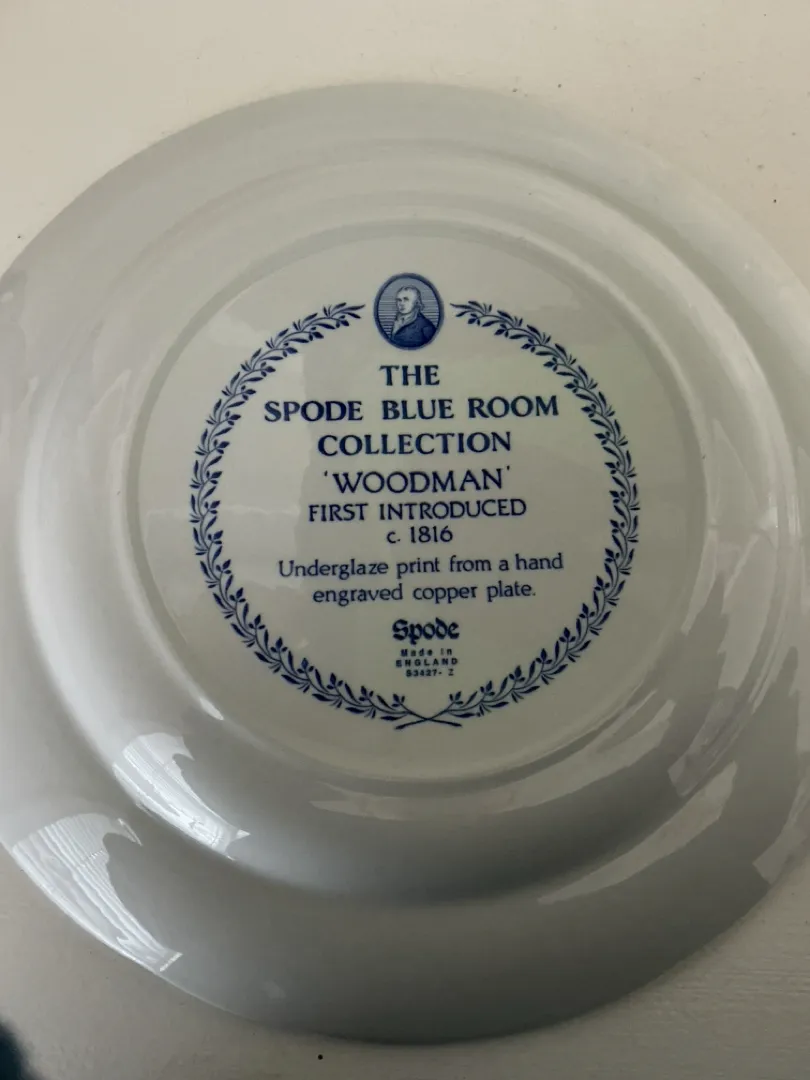 THE
SPODE BLUE ROOM
COLLECTION
'WOODMAN'
FIRST INTRODUCED
c. 1816
Underglaze print from a hand
engraved copper plate.
Spode
Made in
ENGLAND
S3427- Z